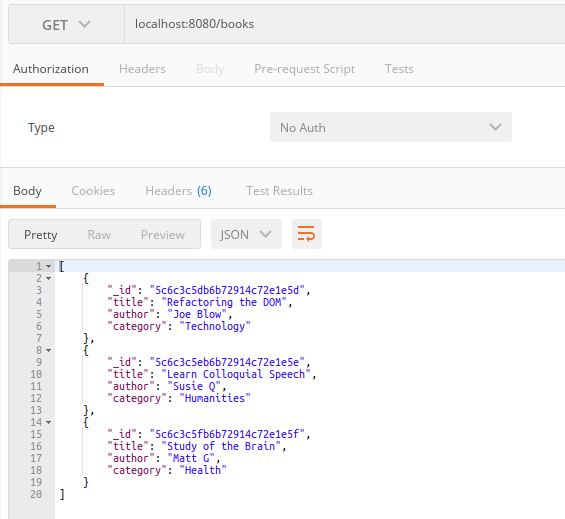 GET localhost:8080/books
Authorization Headers Body Pre-request Script Tests
Type No Auth
Body Cookies Headers (6) Test Results
Pretty Raw Preview JSON
1 [
2 {
3 "_id": "5c6c3c5db6b72914c72e1e5d",
4 "title": "Refactoring the DOM",
5 "author": "Joe Blow",
6 "category": "Technology"
7 },
8 {
9 "_id": "5c6c3c5eb6b72914c72e1e5e",
10 "title": "Learn Colloquial Speech",
11 "author": "Susie Q",
12 "category": "Humanities"
13 },
14 {
15 "_id": "5c6c3c5fb6b72914c72e1e5f",
16 "title": "Study of the Brain",
17 "author": "Matt G",
18 "category": "Health"
19 }
20 ]